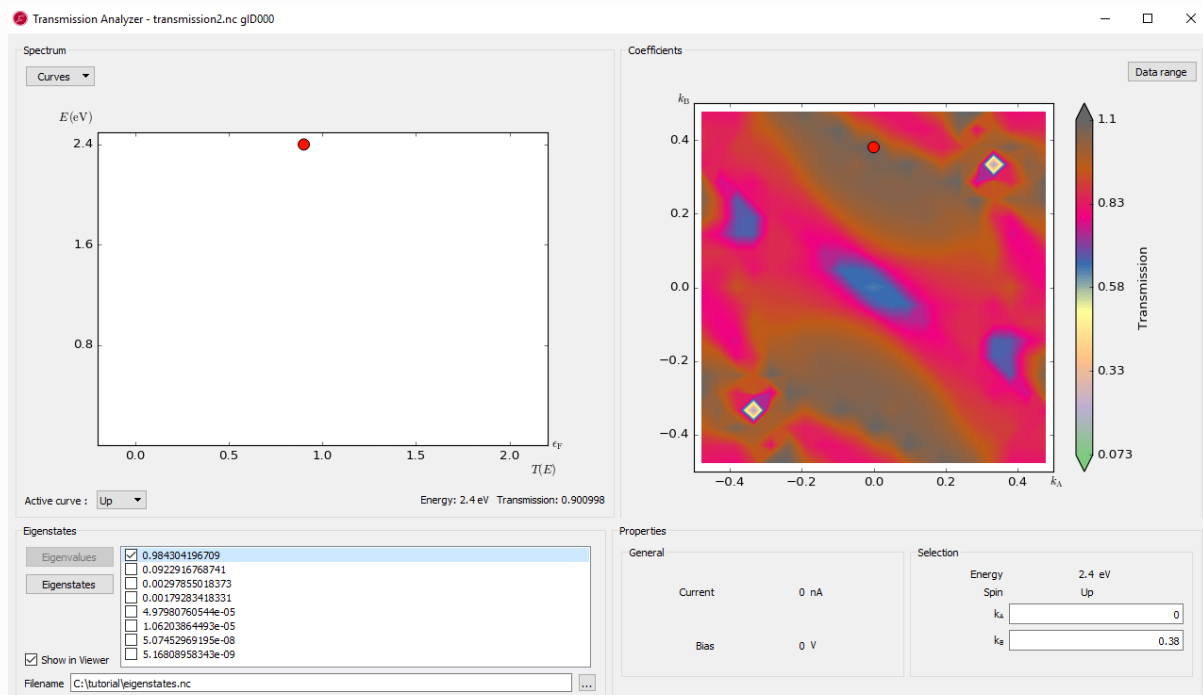 Transmission Analyzer - transmission2.nc gID000
Spectrum
Curves
E(eV)
2.4
1.6
0.8
0.0 0.5 1.0 1.5 2.0
ϵF
T(E)
Active curve : Up
Energy: 2.4 eV Transmission: 0.900998
Coefficients
Data range
kB
0.4
0.2
0.0
−0.2
−0.4
−0.4 −0.2 0.0 0.2 0.4
kA
1.1
0.83
0.58
0.33
0.073
Transmission
Eigenstates
Eigenvalues
Eigenstates
0.984304196709
0.0922916768741
0.00297855018373
0.00179283418331
4.97980760544e-05
1.06203864493e-05
5.07452969195e-08
5.16808958343e-09
Show in Viewer
Filename C:\tutorial\eigenstates.nc ...
Properties
General
Current 0 nA
Bias 0 V
Selection
Energy 2.4 eV
Spin Up
kA 0
kB 0.38